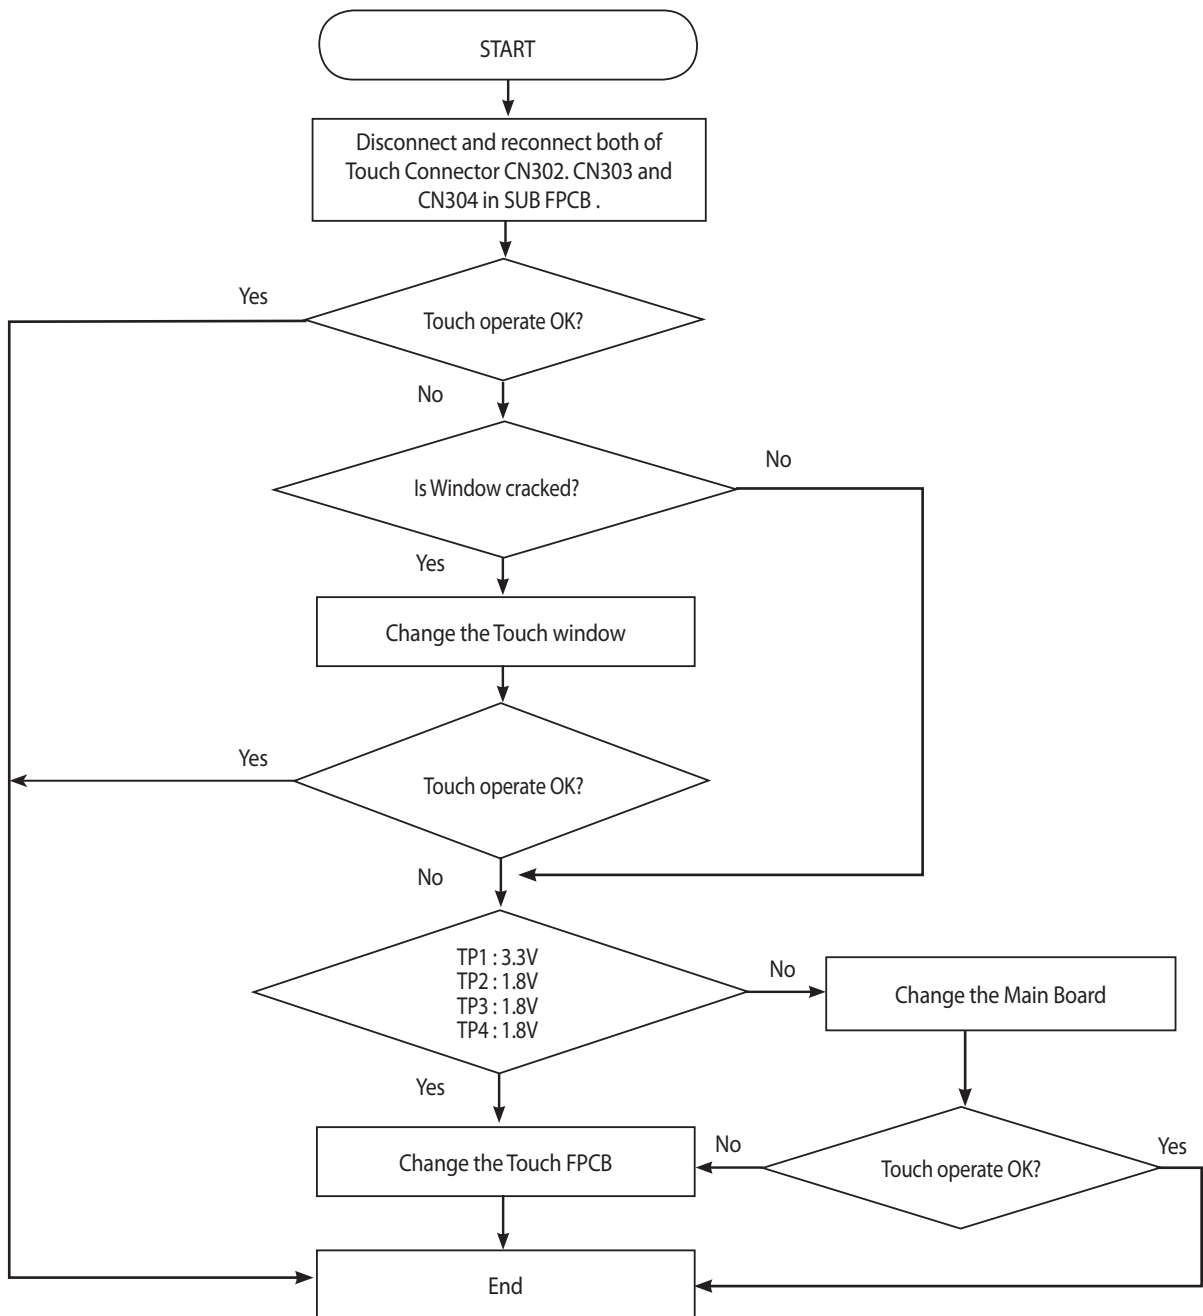 START
Disconnect and reconnect both of
Touch Connector CN302. CN303 and
CN304 in SUB FPCB .
Yes
Touch operate OK?
No
Is Window cracked?
No
Yes
Change the Touch window
Yes
Touch operate OK?
No
TP1 : 3.3V
TP2 : 1.8V
TP3 : 1.8V
TP4 : 1.8V
No
Change the Main Board
Yes
Change the Touch FPCB
No
Touch operate OK?
Yes
End